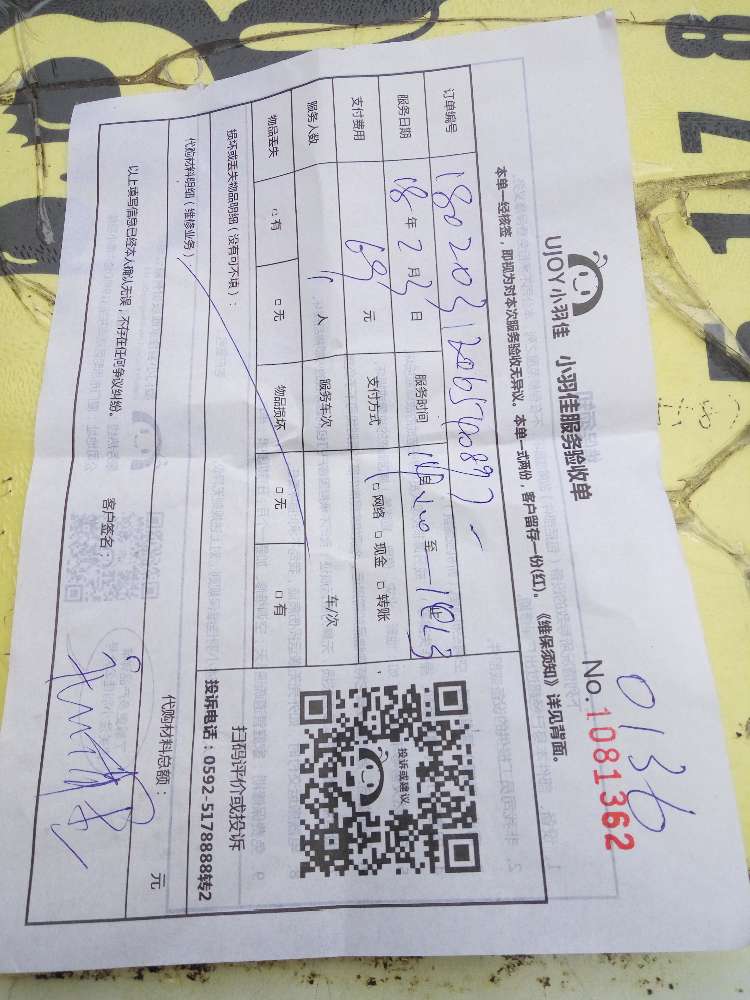 0136
UJOY小羽佳 小羽佳服务验收单 No.1081362
本单一经核签，即视为对本次服务验收无异议。本单一式两份，客户留存一份(红)。《维保须知》详见背面。
订单编号
服务日期 18 年 2 月 3 日 服务时间 至
支付费用 69 元 支付方式 □ 网络 □ 现金 □ 转账
服务人数 1 人 服务车次 车/次
物品丢失 □ 有 □ 无 物品损坏 □ 无 □ 有
损坏或丢失物品明细（没有可不填）：
投诉或建议
扫码评价或投诉
投诉电话：0592-5178888转2
代购材料明细（维修业务） 代购材料总额： 元
以上填写信息已经本人确认无误，不存在任何争议纠纷。 客户签名：